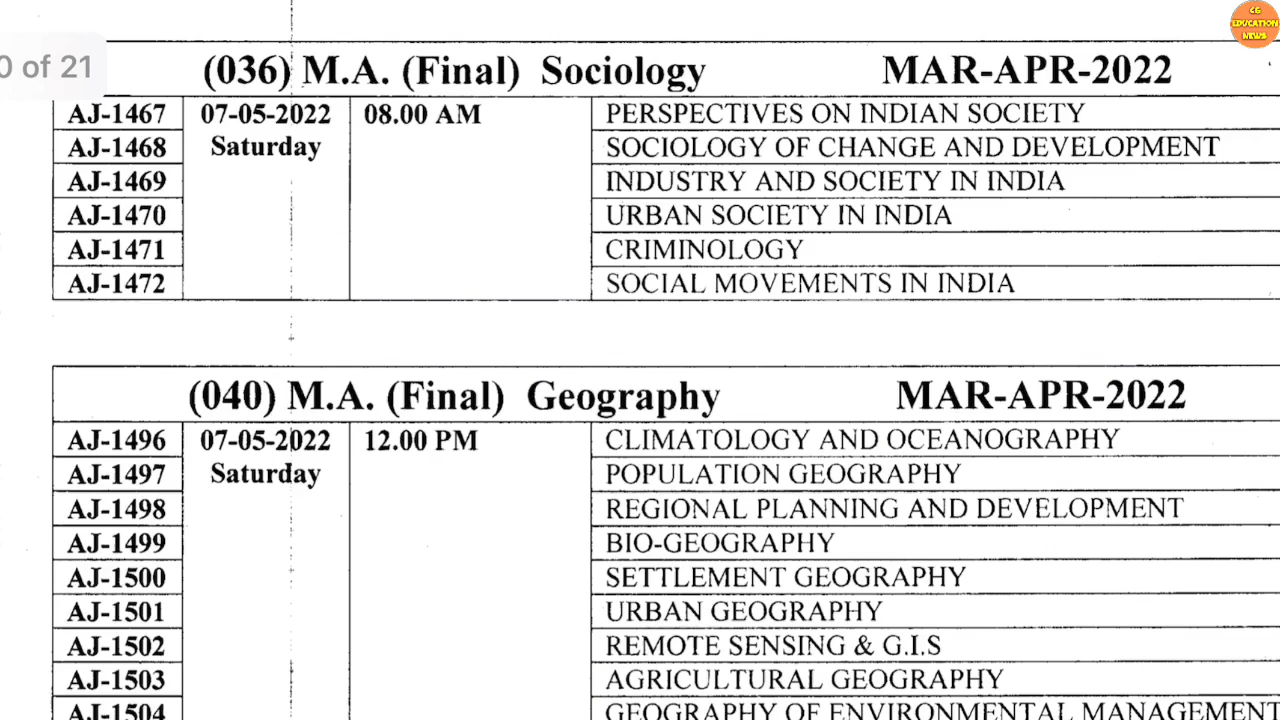 CG
EDUCATION
NEWS
0 of 21
(036) M.A. (Final) Sociology MAR-APR-2022
AJ-1467 07-05-2022 08.00 AM PERSPECTIVES ON INDIAN SOCIETY
AJ-1468 Saturday SOCIOLOGY OF CHANGE AND DEVELOPMENT
AJ-1469 INDUSTRY AND SOCIETY IN INDIA
AJ-1470 URBAN SOCIETY IN INDIA
AJ-1471 CRIMINOLOGY
AJ-1472 SOCIAL MOVEMENTS IN INDIA
(040) M.A. (Final) Geography MAR-APR-2022
AJ-1496 07-05-2022 12.00 PM CLIMATOLOGY AND OCEANOGRAPHY
AJ-1497 Saturday POPULATION GEOGRAPHY
AJ-1498 REGIONAL PLANNING AND DEVELOPMENT
AJ-1499 BIO-GEOGRAPHY
AJ-1500 SETTLEMENT GEOGRAPHY
AJ-1501 URBAN GEOGRAPHY
AJ-1502 REMOTE SENSING & G.I.S
AJ-1503 AGRICULTURAL GEOGRAPHY
AJ-1504 GEOGRAPHY OF ENVIRONMENTAL MANAGEMENT